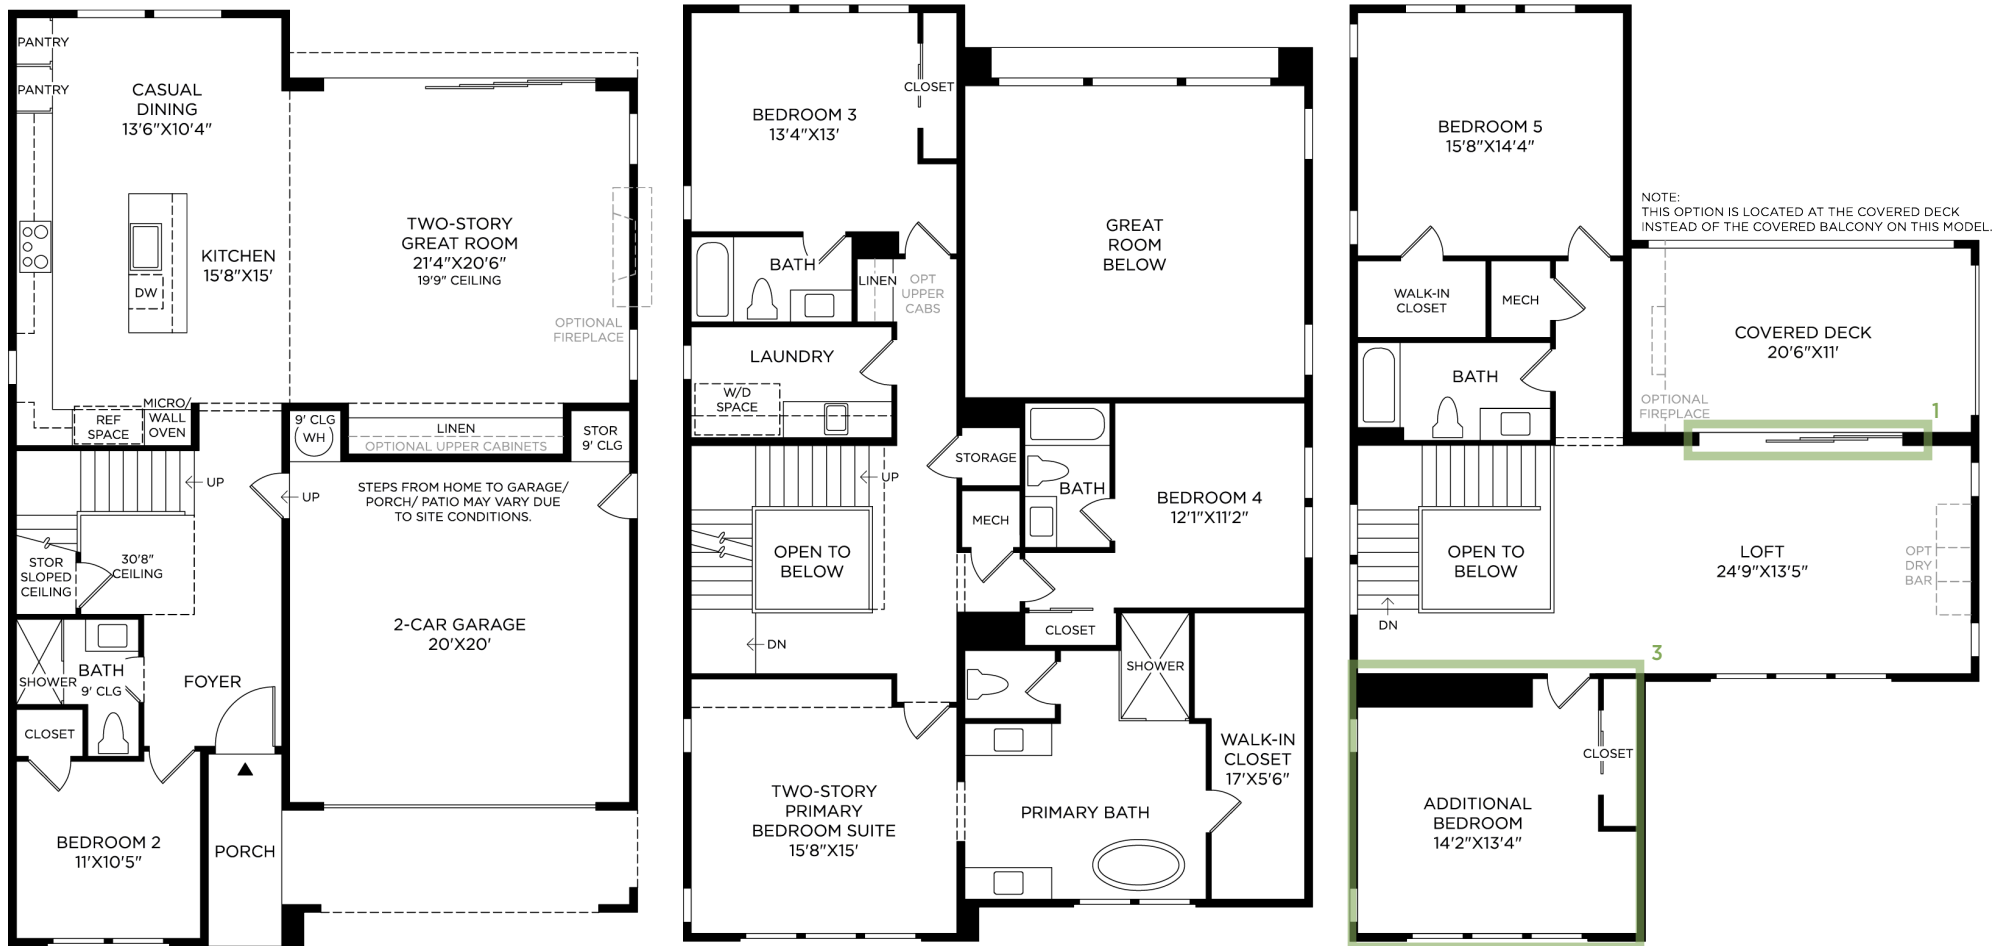 PANTRY
PANTRY
CASUAL
DINING
13'6"X10'4"
KITCHEN
15'8"X15'
DW
TWO-STORY
GREAT ROOM
21'4"X20'6"
19'9" CEILING
OPTIONAL
FIREPLACE
MICRO/
WALL
OVEN
REF
SPACE
9' CLG
WH
LINEN
OPTIONAL UPPER CABINETS
STOR
9' CLG
UP
UP
STEPS FROM HOME TO GARAGE/
PORCH/ PATIO MAY VARY DUE
TO SITE CONDITIONS.
30'8"
CEILING
STOR
SLOPED
CEILING
2-CAR GARAGE
20'X20'
BATH
9' CLG
SHOWER
FOYER
CLOSET
BEDROOM 2
11'X10'5"
PORCH
BEDROOM 3
13'4"X13'
CLOSET
GREAT
ROOM
BELOW
BATH
LINEN
OPT
UPPER
CABS
LAUNDRY
W/D
SPACE
STORAGE
UP
BATH
BEDROOM 4
12'1"X11'2"
MECH
OPEN TO
BELOW
CLOSET
DN
SHOWER
WALK-IN
CLOSET
17'X5'6"
TWO-STORY
PRIMARY
BEDROOM SUITE
15'8"X15'
PRIMARY BATH
BEDROOM 5
15'8"X14'4"
NOTE:
THIS OPTION IS LOCATED AT THE COVERED DECK
INSTEAD OF THE COVERED BALCONY ON THIS MODEL.
WALK-IN
CLOSET
MECH
COVERED DECK
20'6"X11'
BATH
OPTIONAL
FIREPLACE
1
OPEN TO
BELOW
LOFT
24'9"X13'5"
OPT
DRY
BAR
DN
3
CLOSET
ADDITIONAL
BEDROOM
14'2"X13'4"